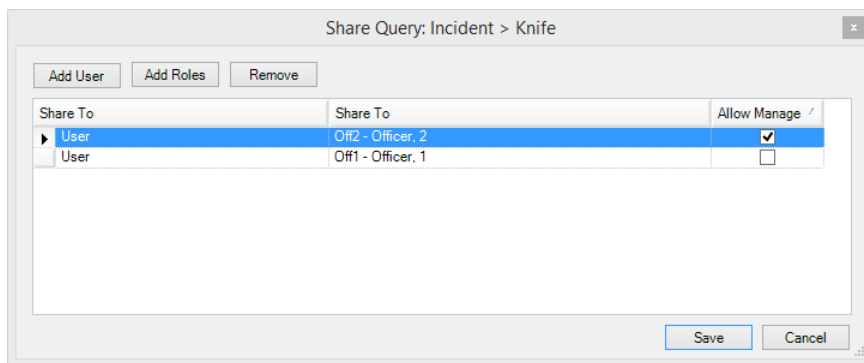 Share Query: Incident > Knife
x
Add User Add Roles Remove
Share To Share To Allow Manage
User Off2 - Officer, 2
User Off1 - Officer, 1
Save Cancel